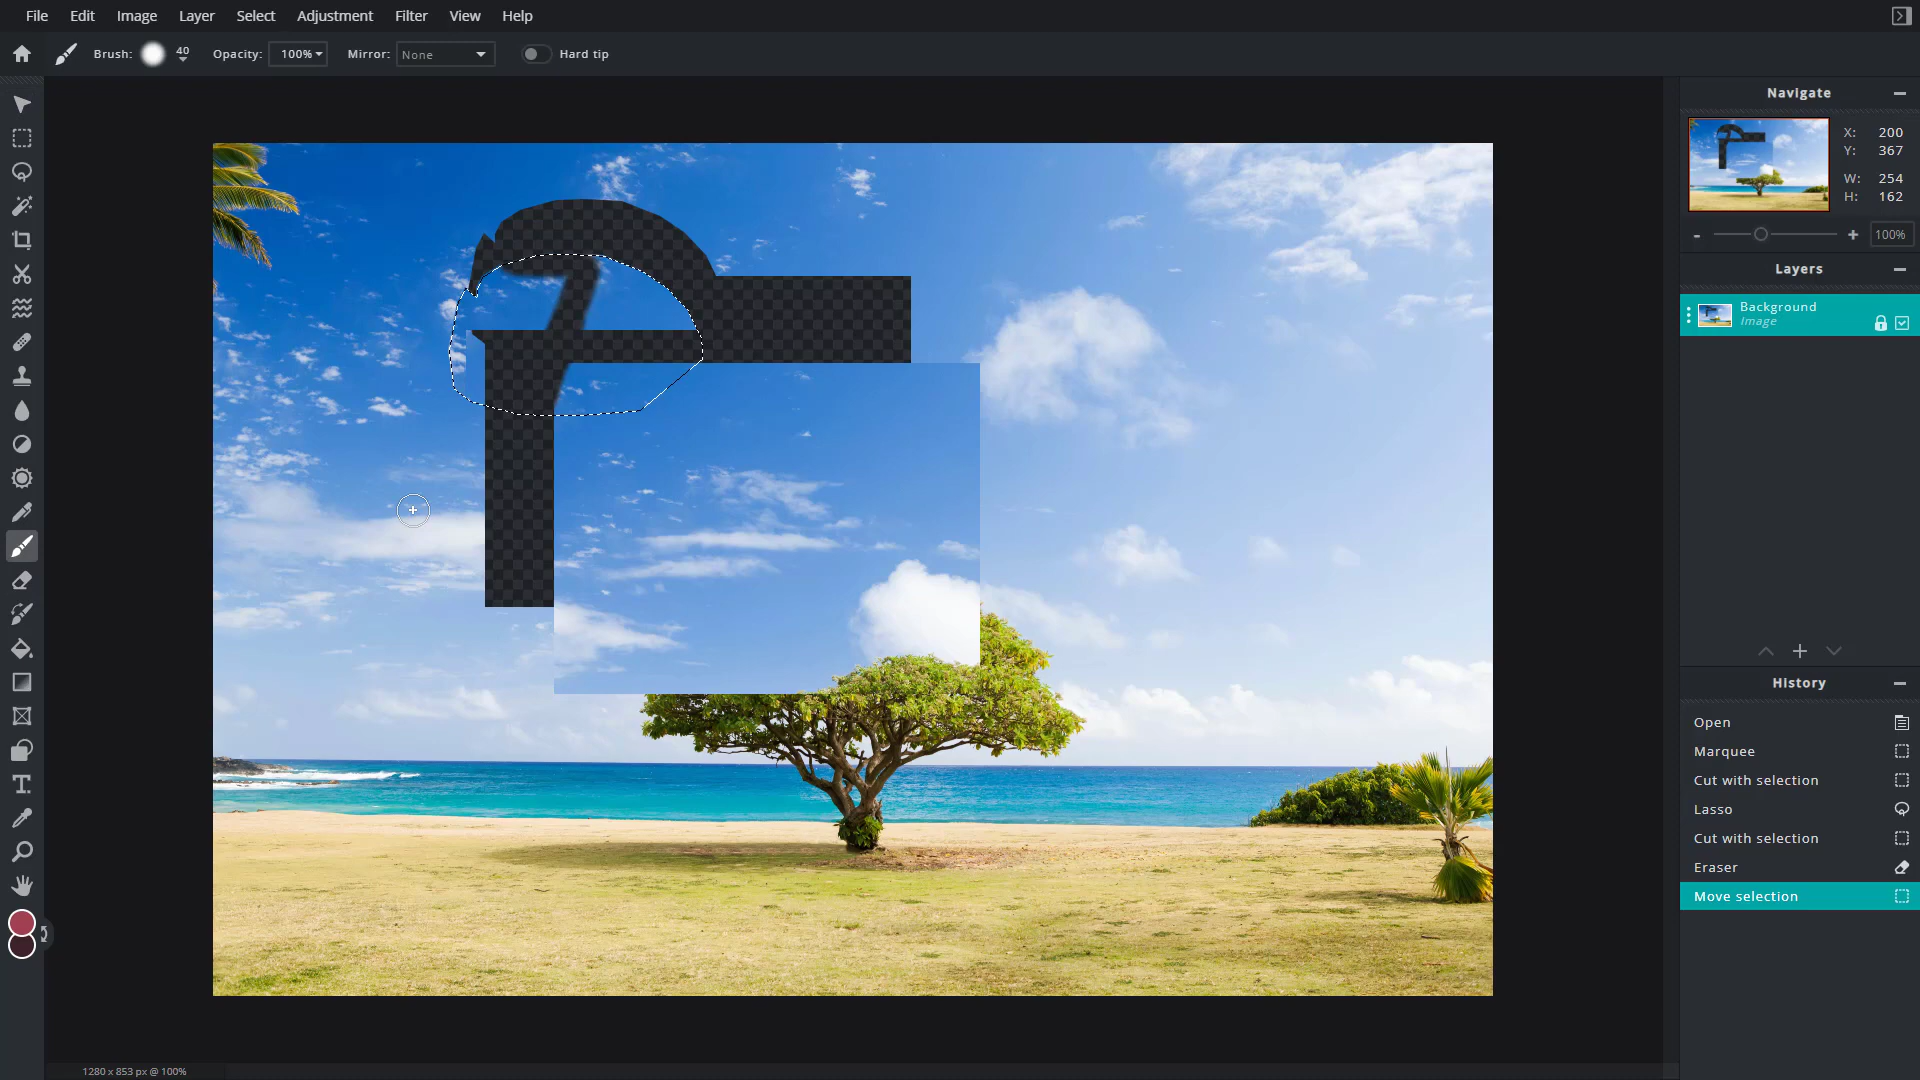 File Edit Image Layer Select Adjustment Filter View Help
Brush: 40 Opacity: 100% Mirror: None Hard tip
Navigate
X: 200
Y: 367
W: 254
H: 162
- + 100%
Layers
Background
Image
History
Open
Marquee
Cut with selection
Lasso
Cut with selection
Eraser
Move selection
1280 x 853 px @ 100%